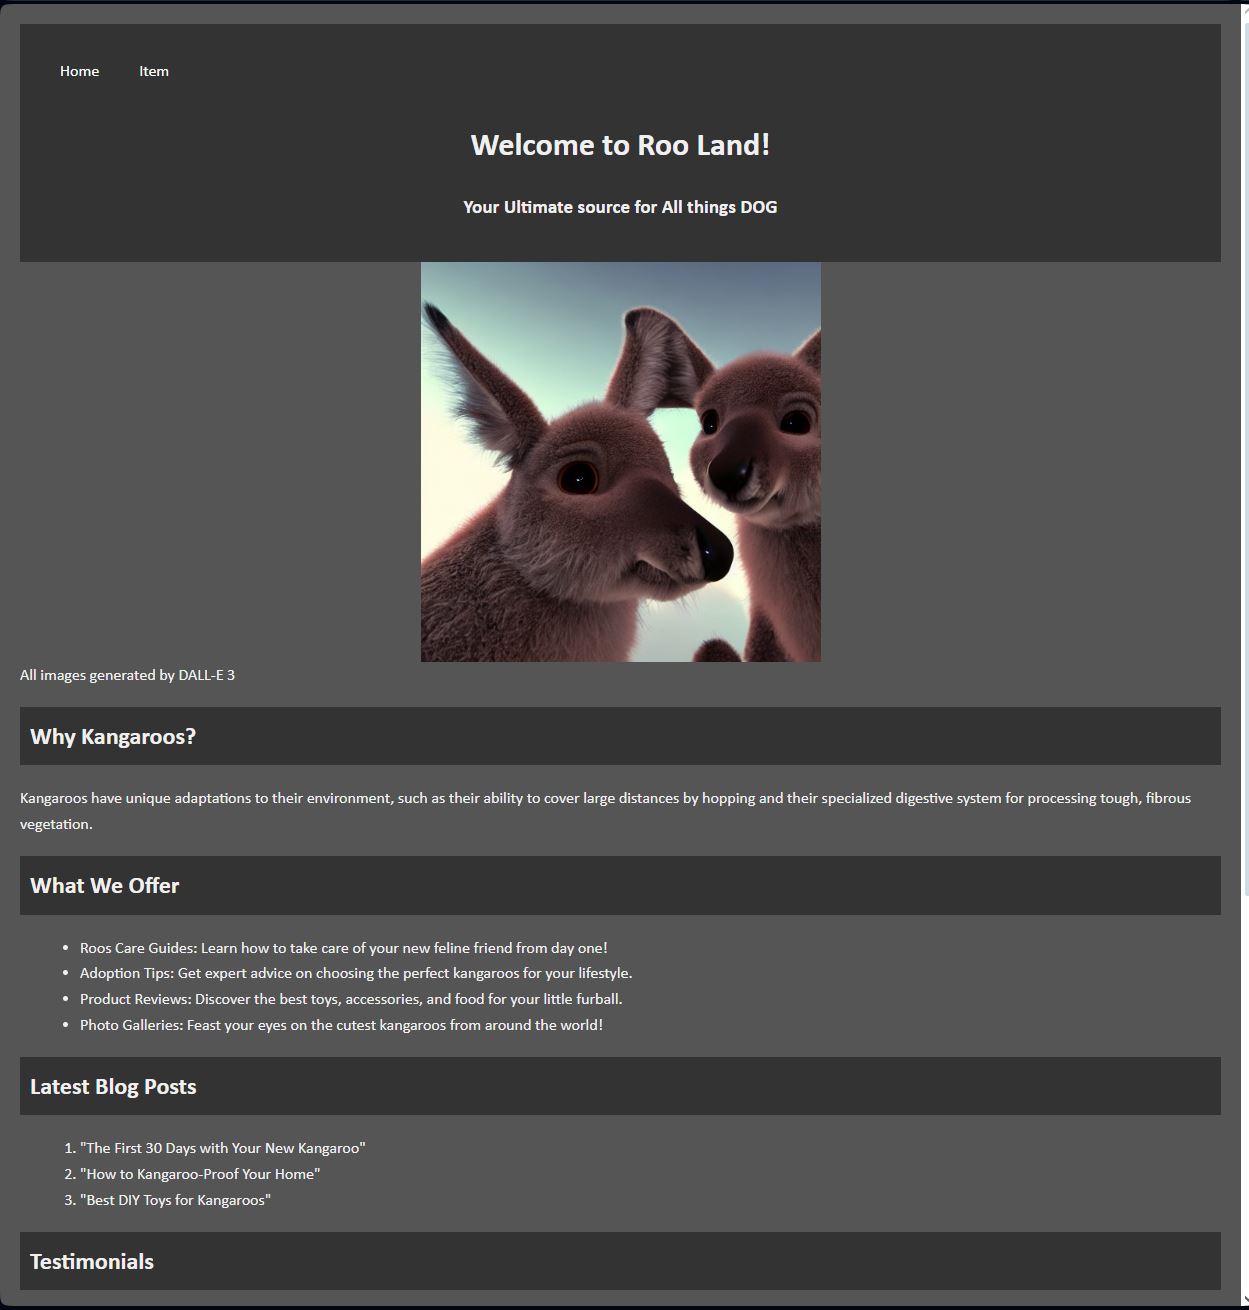 Home Item
Welcome to Roo Land!
Your Ultimate source for All things DOG
All images generated by DALL-E 3
Why Kangaroos?
Kangaroos have unique adaptations to their environment, such as their ability to cover large distances by hopping and their specialized digestive system for processing tough, fibrous
vegetation.
What We Offer
• Roos Care Guides: Learn how to take care of your new feline friend from day one!
• Adoption Tips: Get expert advice on choosing the perfect kangaroos for your lifestyle.
• Product Reviews: Discover the best toys, accessories, and food for your little furball.
• Photo Galleries: Feast your eyes on the cutest kangaroos from around the world!
Latest Blog Posts
1. "The First 30 Days with Your New Kangaroo"
2. "How to Kangaroo-Proof Your Home"
3. "Best DIY Toys for Kangaroos"
Testimonials